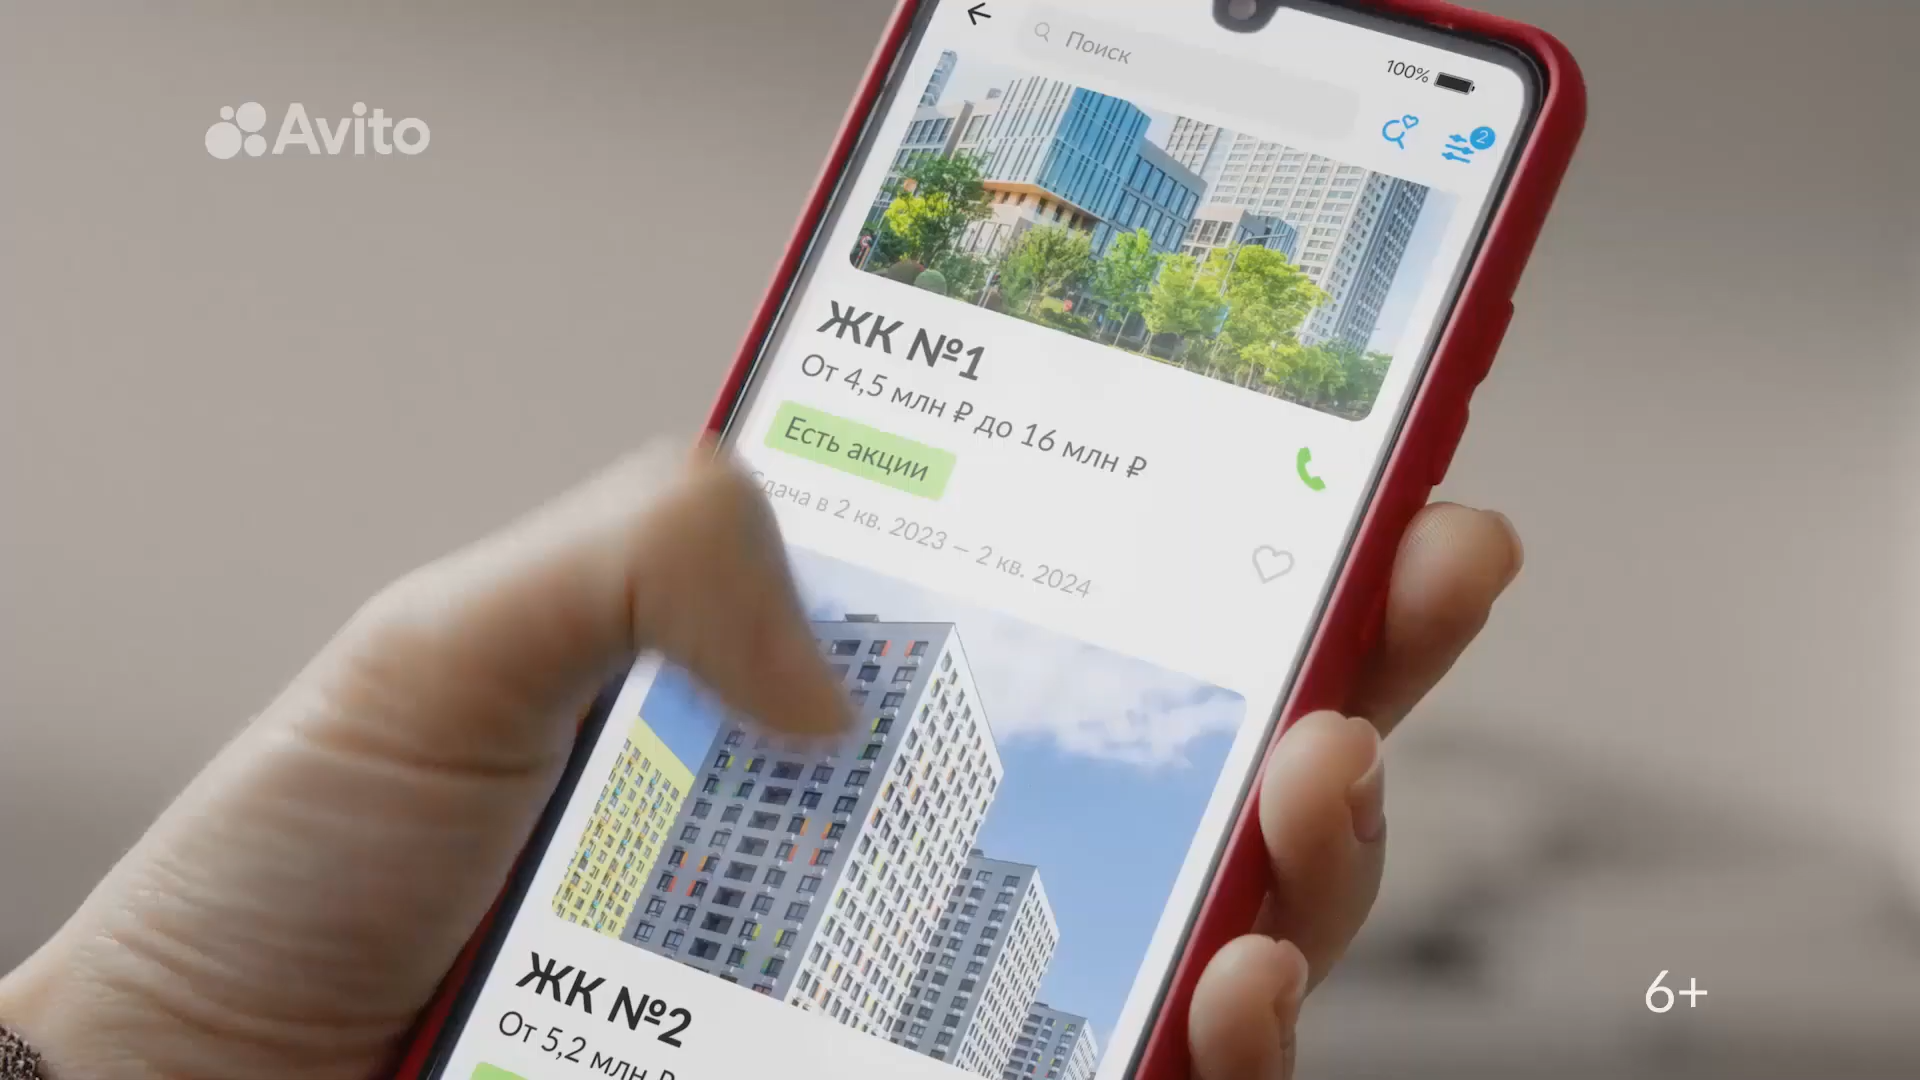 Avito
Поиск
100%
2
ЖК №1
От 4,5 млн ₽ до 16 млн ₽
Есть акции
Сдача в 2 кв. 2023 – 2 кв. 2024
ЖК №2
От 5,2 млн ₽
6+